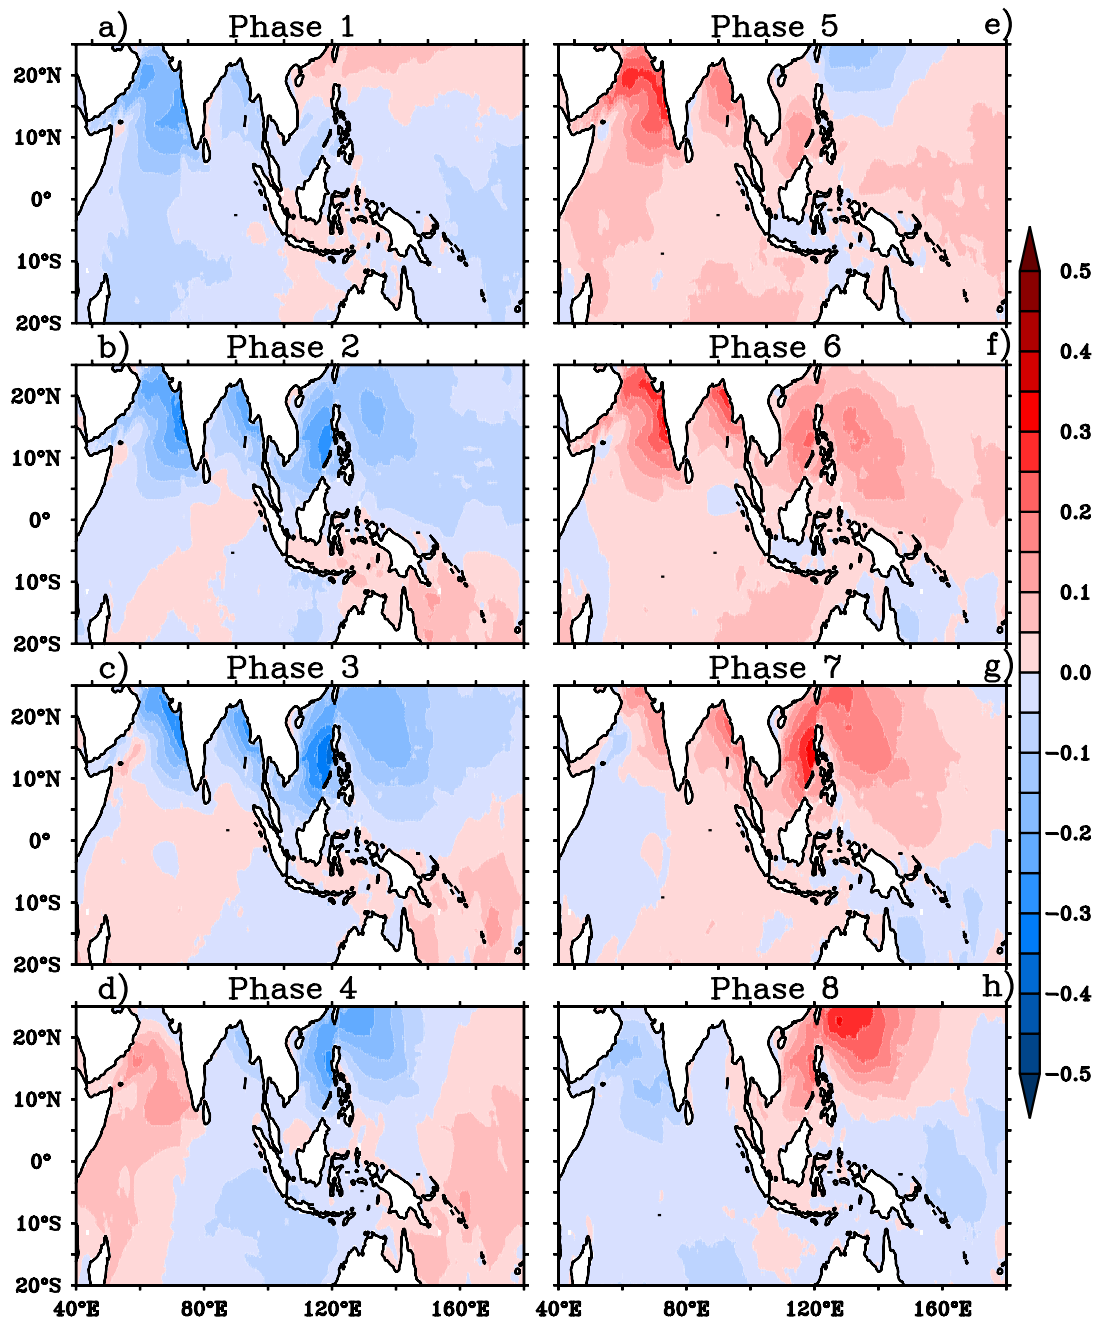 a) Phase 1
20°N
10°N
0°
10°S
20°S
b) Phase 2
20°N
10°N
0°
10°S
20°S
c) Phase 3
20°N
10°N
0°
10°S
20°S
d) Phase 4
20°N
10°N
0°
10°S
20°S
40°E 80°E 120°E 160°E
Phase 5 e)
Phase 6 f)
Phase 7 g)
Phase 8 h)
40°E 80°E 120°E 160°E
0.5
0.4
0.3
0.2
0.1
0.0
-0.1
-0.2
-0.3
-0.4
-0.5